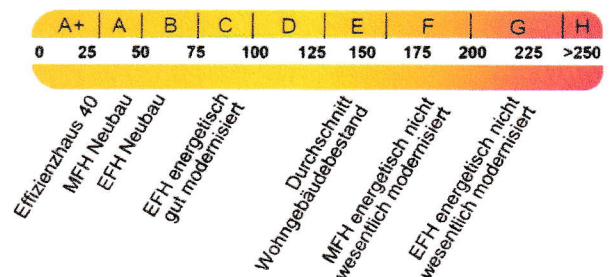 A+ A B C D E F G H
0 25 50 75 100 125 150 175 200 225 >250
Effizienzhaus 40
MFH Neubau
EFH Neubau
EFH energetisch
gut modernisiert
Durchschnitt
Wohngebäudebestand
MFH energetisch nicht
wesentlich modernisiert
EFH energetisch nicht
wesentlich modernisiert